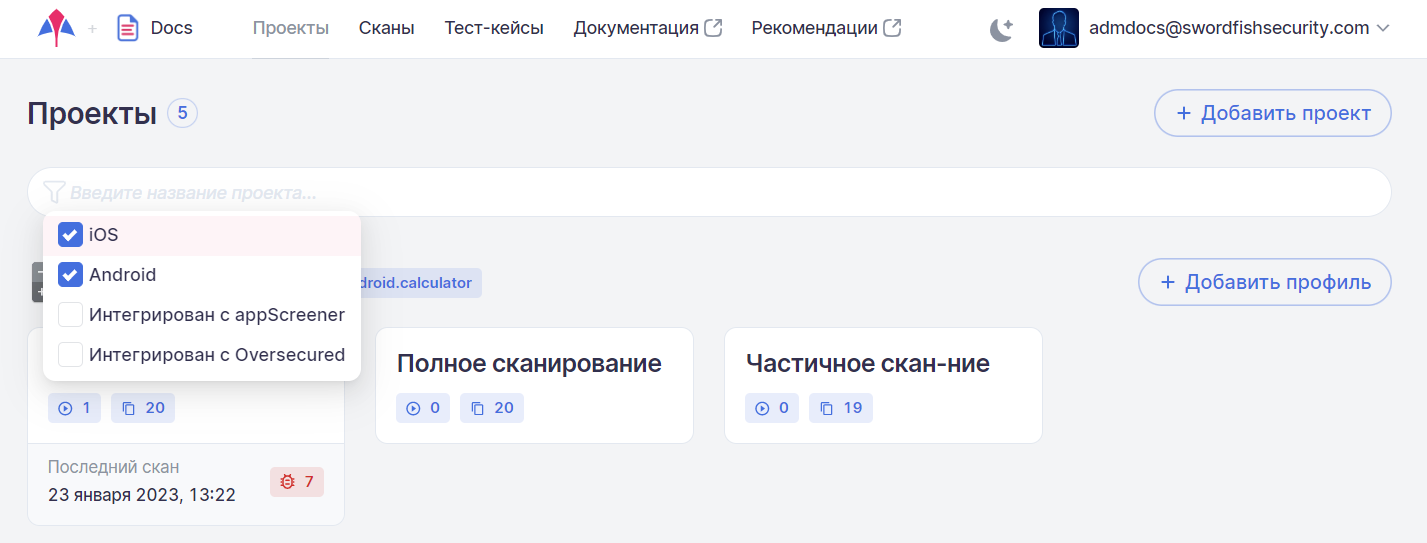 + Docs Проекты Сканы Тест-кейсы Документация Рекомендации admdocs@swordfishsecurity.com
Проекты 5
+ Добавить проект
Введите название проекта...
iOS
Android
Интегрирован с appScreener
Интегрирован с Oversecured
droid.calculator
+ Добавить профиль
1 20
Последний скан
23 января 2023, 13:22
7
Полное сканирование
0 20
Частичное скан-ние
0 19